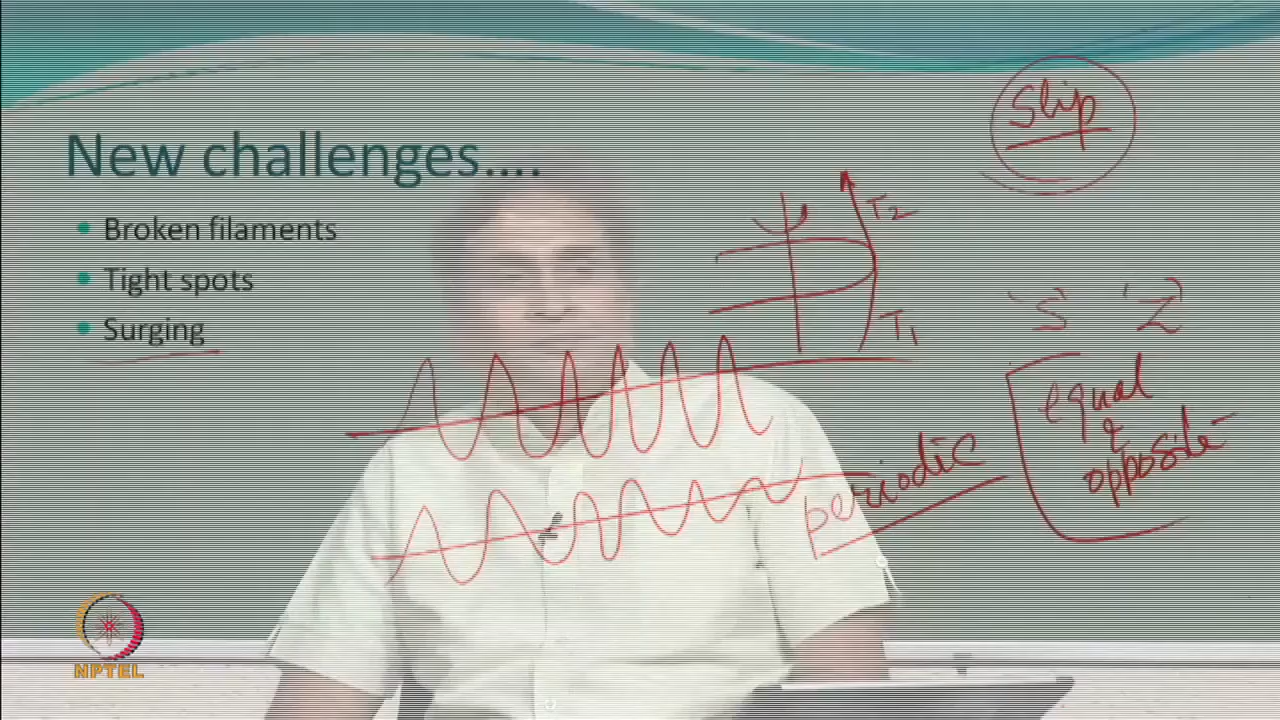 New challenges....
• Broken filaments
• Tight spots
• Surging
Slip
T2
T1
'S' 'Z'
equal
&
opposite
periodic
NPTEL